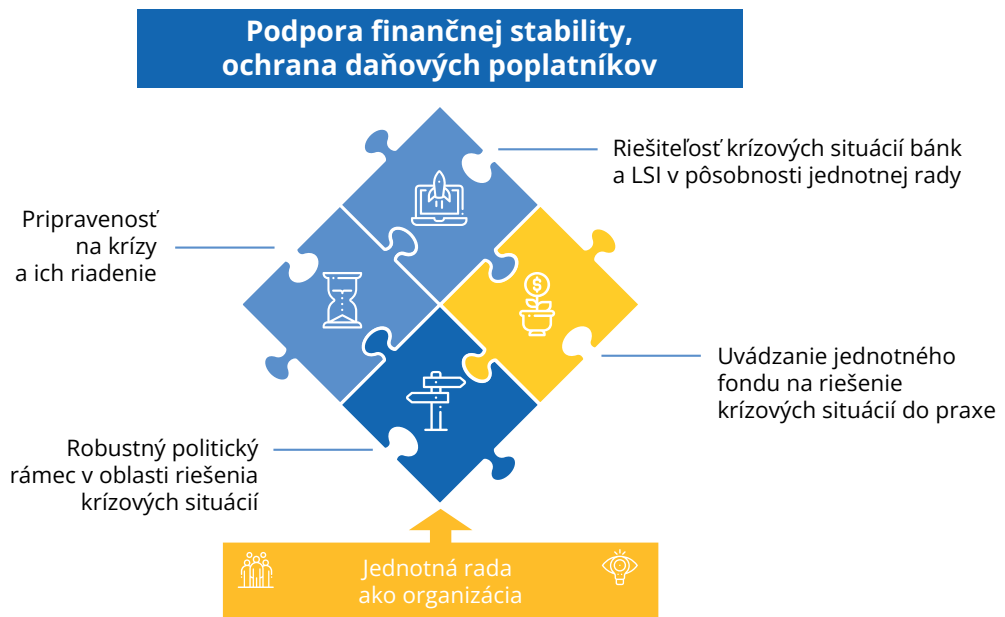 Podpora finančnej stability,
ochrana daňových poplatníkov
Riešiteľosť krízových situácií bánk
a LSI v pôsobnosti jednotnej rady
Pripravenosť
na krízy
a ich riadenie
$
Uvádzanie jednotného
fondu na riešenie
krízových situácií do praxe
Robustný politický
rámec v oblasti riešenia
krízových situácií
Jednotná rada
ako organizácia